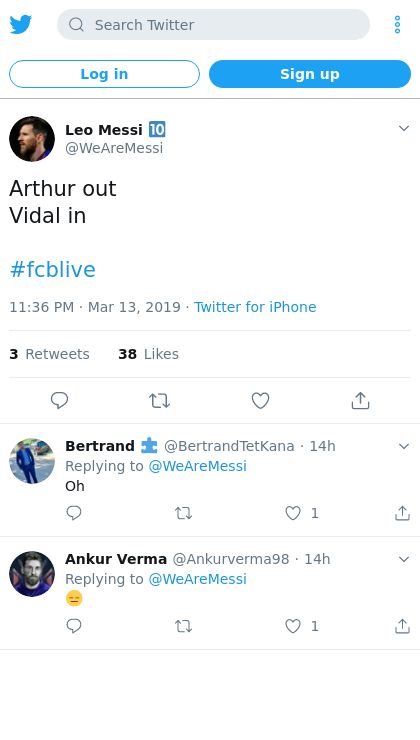 Search Twitter
Log in
Sign up
Leo Messi 🔟
@WeAreMessi
Arthur out
Vidal in
#fcblive
11:36 PM · Mar 13, 2019 · Twitter for iPhone
3 Retweets 38 Likes
Bertrand 🧩 @BertrandTetKana · 14h
Replying to @WeAreMessi
Oh
1
Ankur Verma @Ankurverma98 · 14h
Replying to @WeAreMessi
😑
1